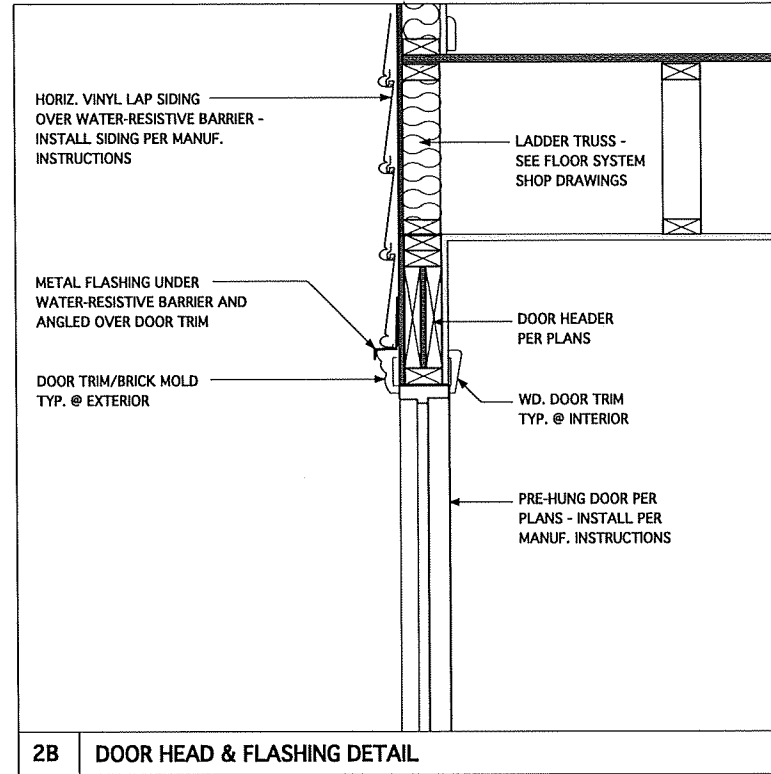 HORIZ. VINYL LAP SIDING
OVER WATER-RESISTIVE BARRIER -
INSTALL SIDING PER MANUF.
INSTRUCTIONS
LADDER TRUSS -
SEE FLOOR SYSTEM
SHOP DRAWINGS
METAL FLASHING UNDER
WATER-RESISTIVE BARRIER AND
ANGLED OVER DOOR TRIM
DOOR HEADER
PER PLANS
DOOR TRIM/BRICK MOLD
TYP. @ EXTERIOR
WD. DOOR TRIM
TYP. @ INTERIOR
PRE-HUNG DOOR PER
PLANS - INSTALL PER
MANUF. INSTRUCTIONS
2B DOOR HEAD & FLASHING DETAIL